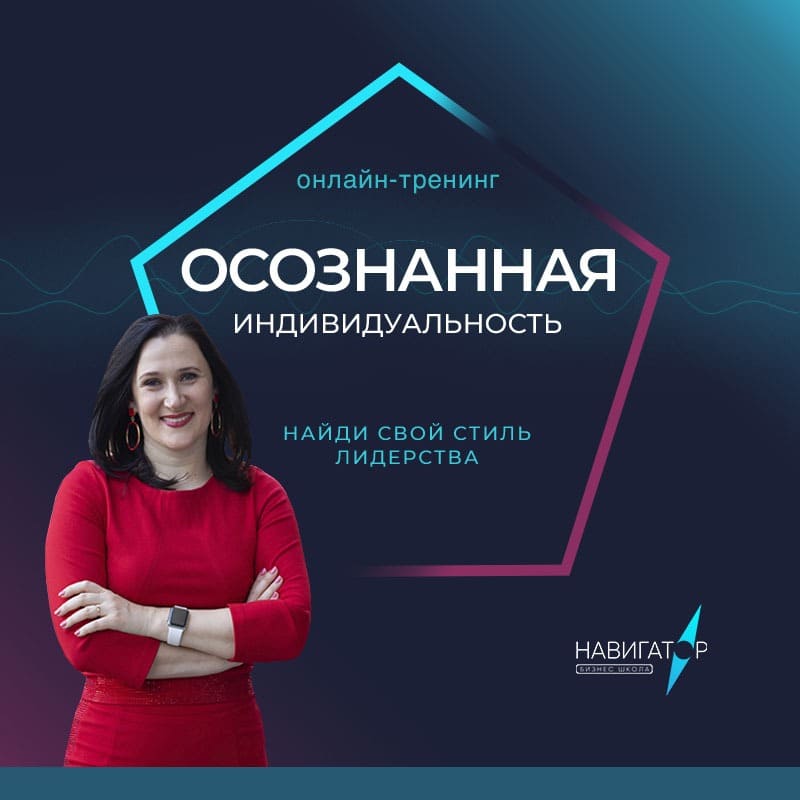 онлайн-тренинг
ОСОЗНАННАЯ
ИНДИВИДУАЛЬНОСТЬ
НАЙДИ СВОЙ СТИЛЬ
ЛИДЕРСТВА
НАВИГАТОР
БИЗНЕС ШКОЛА